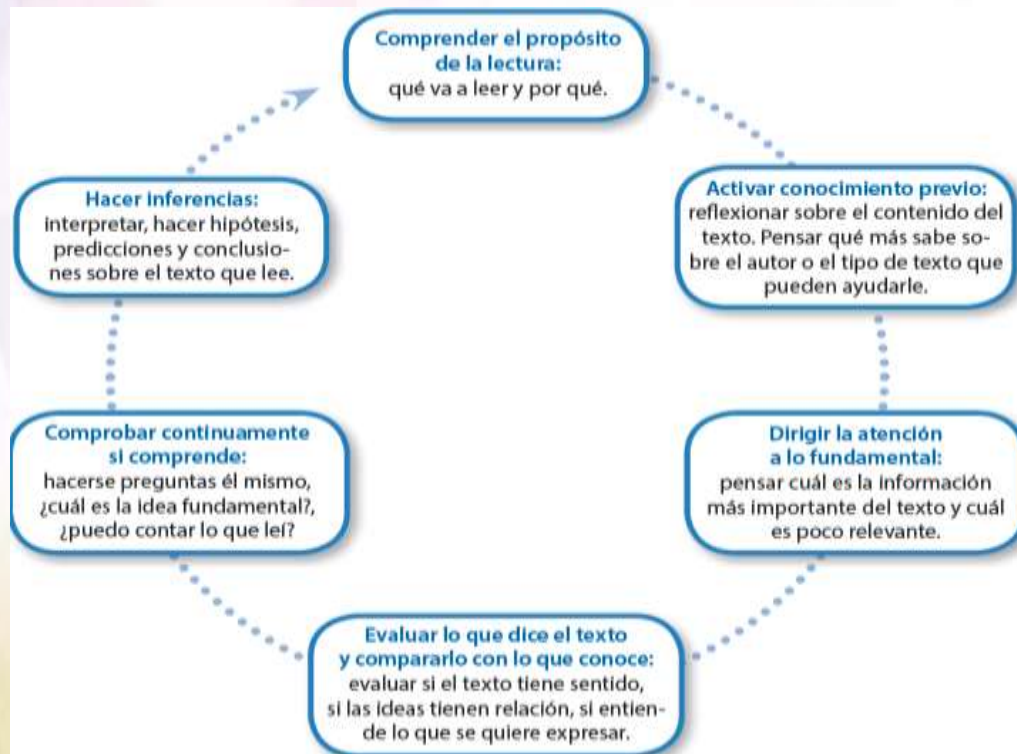 Comprender el propósito
de la lectura:
qué va a leer y por qué.
Activar conocimiento previo:
reflexionar sobre el contenido del
texto. Pensar qué más sabe so-
bre el autor o el tipo de texto que
pueden ayudarle.
Dirigir la atención
a lo fundamental:
pensar cuál es la información
más importante del texto y cuál
es poco relevante.
Evaluar lo que dice el texto
y compararlo con lo que conoce:
evaluar si el texto tiene sentido,
si las ideas tienen relación, si entien-
de lo que se quiere expresar.
Comprobar continuamente
si comprende:
hacerse preguntas él mismo,
¿cuál es la idea fundamental?,
¿puedo contar lo que leí?
Hacer inferencias:
interpretar, hacer hipótesis,
predicciones y conclusio-
nes sobre el texto que lee.